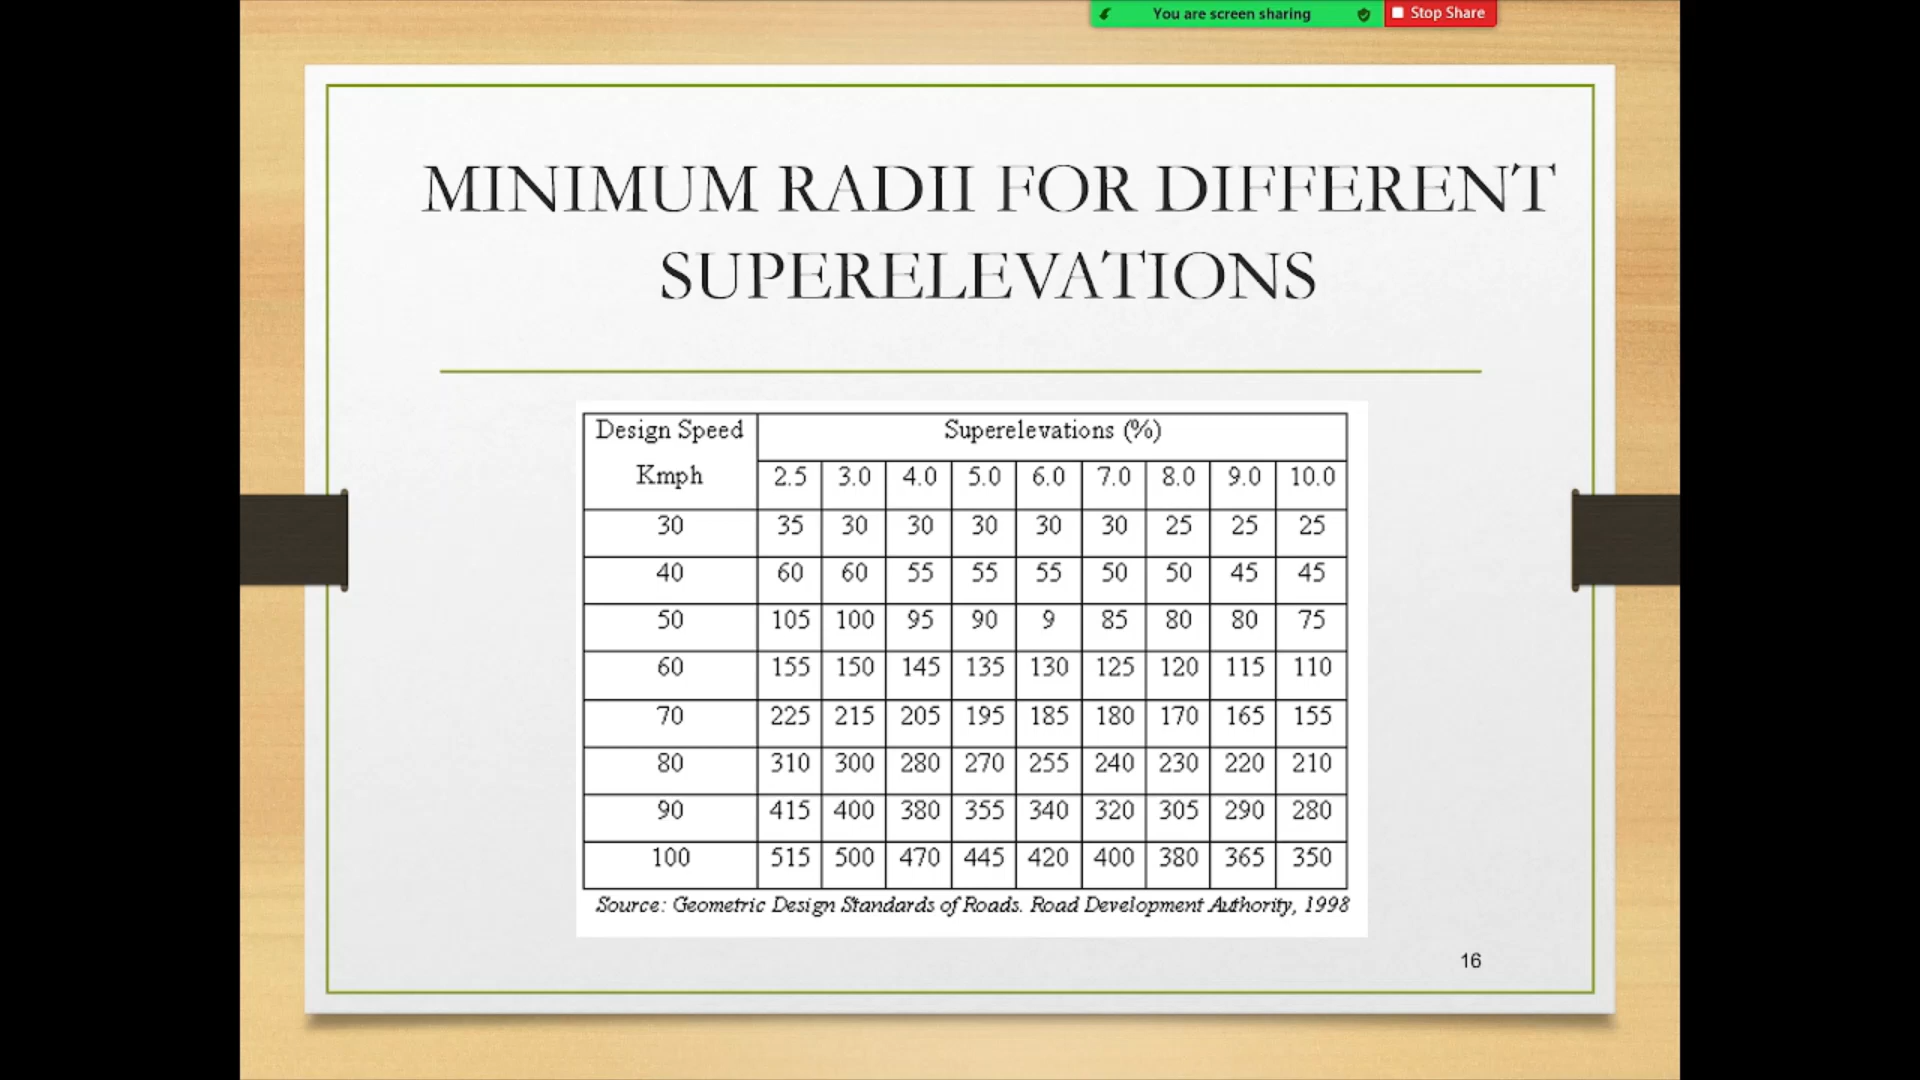 You are screen sharing Stop Share
MINIMUM RADII FOR DIFFERENT
SUPERELEVATIONS
Design Speed Superelevations (%)
Kmph 2.5 3.0 4.0 5.0 6.0 7.0 8.0 9.0 10.0
30 35 30 30 30 30 30 25 25 25
40 60 60 55 55 55 50 50 45 45
50 105 100 95 90 9 85 80 80 75
60 155 150 145 135 130 125 120 115 110
70 225 215 205 195 185 180 170 165 155
80 310 300 280 270 255 240 230 220 210
90 415 400 380 355 340 320 305 290 280
100 515 500 470 445 420 400 380 365 350
Source: Geometric Design Standards of Roads. Road Development Authority, 1998
16